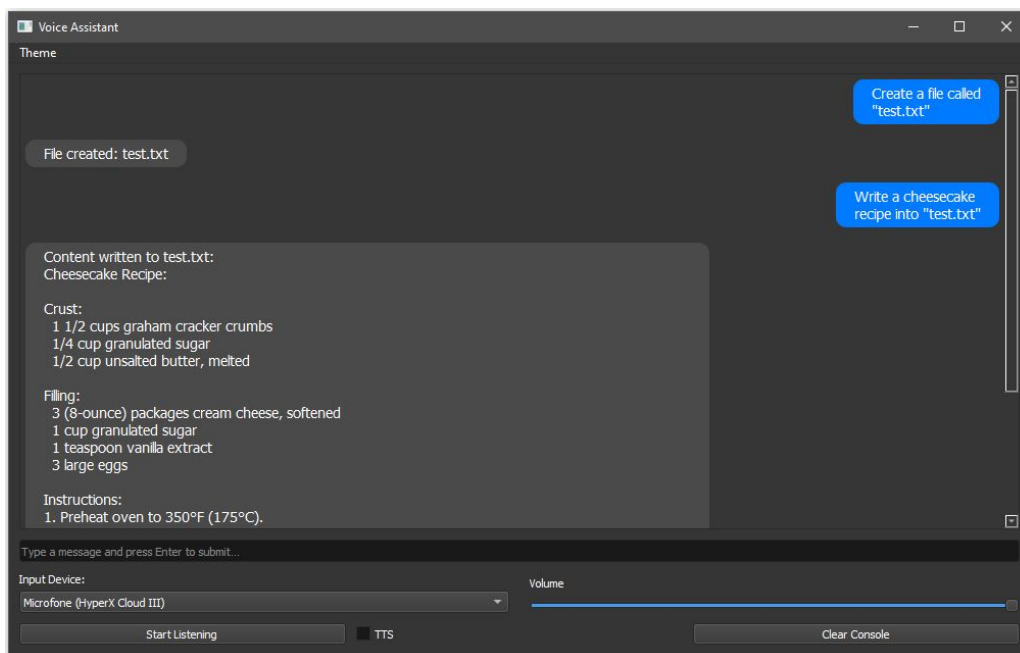 Voice Assistant
Theme
Create a file called
"test.txt"
File created: test.txt
Write a cheesecake
recipe into "test.txt"
Content written to test.txt:
Cheesecake Recipe:
Crust:
1 1/2 cups graham cracker crumbs
1/4 cup granulated sugar
1/2 cup unsalted butter, melted
Filling:
3 (8-ounce) packages cream cheese, softened
1 cup granulated sugar
1 teaspoon vanilla extract
3 large eggs
Instructions:
1. Preheat oven to 350°F (175°C).
Type a message and press Enter to submit...
Input Device:
Volume
Microfone (HyperX Cloud III)
Start Listening
TTS
Clear Console